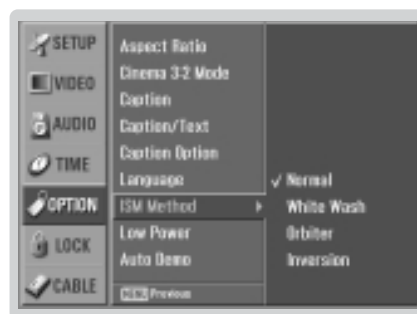 SETUP
VIDEO
AUDIO
TIME
OPTION
LOCK
CABLE
Aspect Ratio
Cinema 3:2 Mode
Caption
Caption/Text
Caption Option
Language
ISM Method
Low Power
Auto Demo
MENU Previous
✓ Normal
White Wash
Orbiter
Inversion